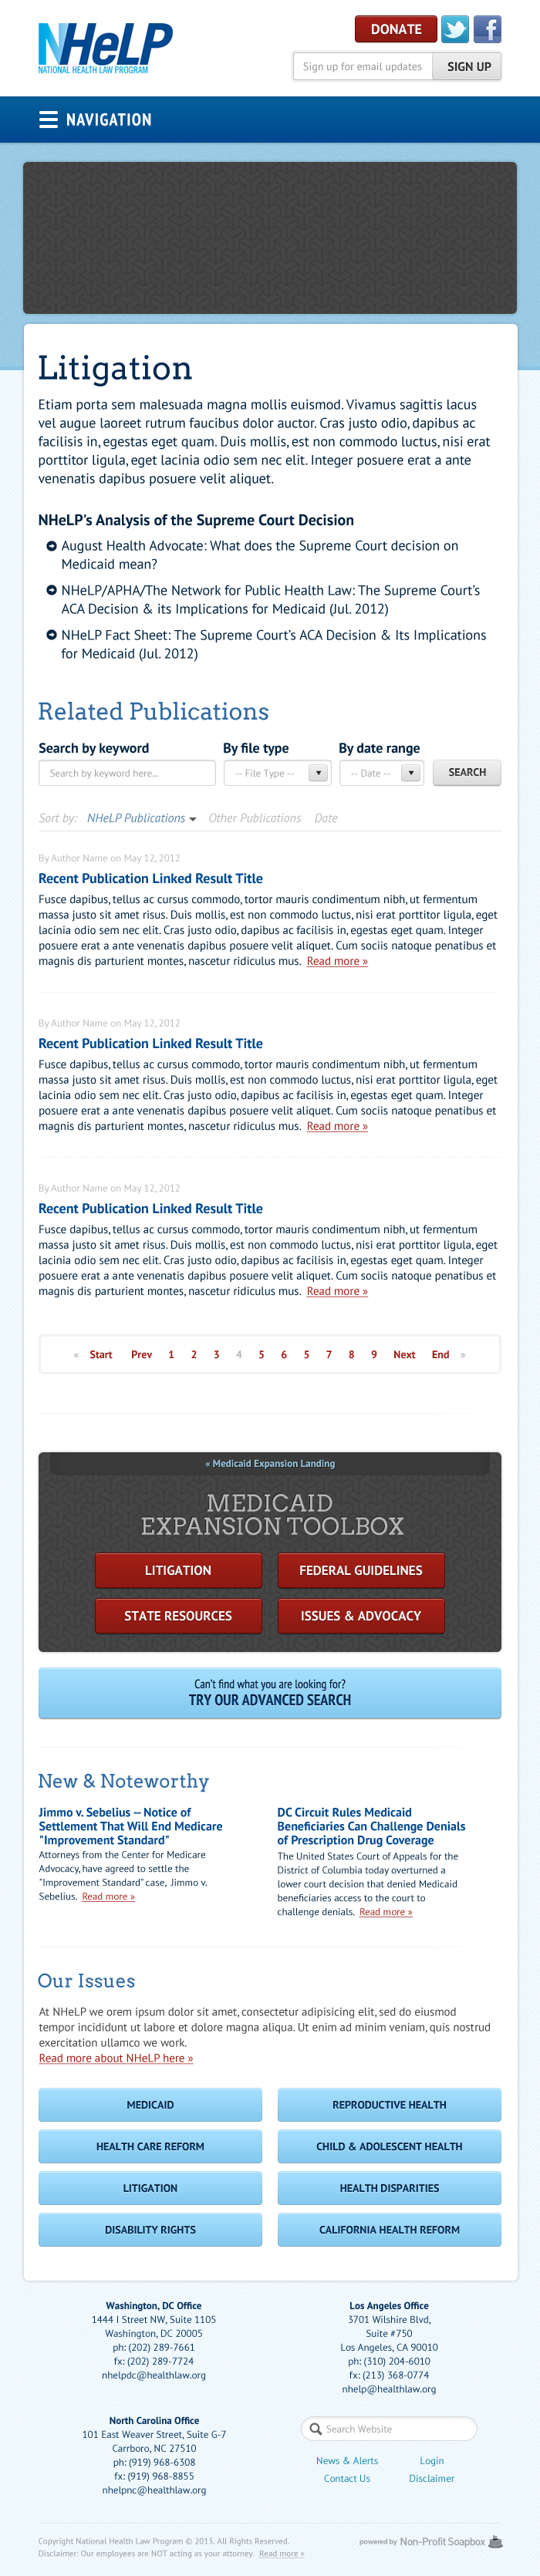 NHeLP
NATIONAL HEALTH LAW PROGRAM
DONATE
Sign up for email updates
SIGN UP
NAVIGATION
Litigation
Etiam porta sem malesuada magna mollis euismod. Vivamus sagittis lacus
vel augue laoreet rutrum faucibus dolor auctor. Cras justo odio, dapibus ac
facilisis in, egestas eget quam. Duis mollis, est non commodo luctus, nisi erat
porttitor ligula, eget lacinia odio sem nec elit. Integer posuere erat a ante
venenatis dapibus posuere velit aliquet.
NHeLP's Analysis of the Supreme Court Decision
August Health Advocate: What does the Supreme Court decision on
Medicaid mean?
NHeLP/APHA/The Network for Public Health Law: The Supreme Court's
ACA Decision & its Implications for Medicaid (Jul. 2012)
NHeLP Fact Sheet: The Supreme Court's ACA Decision & Its Implications
for Medicaid (Jul. 2012)
Related Publications
Search by keyword By file type By date range
Search by keyword here... -- File Type -- -- Date -- SEARCH
Sort by: NHeLP Publications Other Publications Date
By Author Name on May 12, 2012
Recent Publication Linked Result Title
Fusce dapibus, tellus ac cursus commodo, tortor mauris condimentum nibh, ut fermentum
massa justo sit amet risus. Duis mollis, est non commodo luctus, nisi erat porttitor ligula, eget
lacinia odio sem nec elit. Cras justo odio, dapibus ac facilisis in, egestas eget quam. Integer
posuere erat a ante venenatis dapibus posuere velit aliquet. Cum sociis natoque penatibus et
magnis dis parturient montes, nascetur ridiculus mus. Read more »
By Author Name on May 12, 2012
Recent Publication Linked Result Title
Fusce dapibus, tellus ac cursus commodo, tortor mauris condimentum nibh, ut fermentum
massa justo sit amet risus. Duis mollis, est non commodo luctus, nisi erat porttitor ligula, eget
lacinia odio sem nec elit. Cras justo odio, dapibus ac facilisis in, egestas eget quam. Integer
posuere erat a ante venenatis dapibus posuere velit aliquet. Cum sociis natoque penatibus et
magnis dis parturient montes, nascetur ridiculus mus. Read more »
By Author Name on May 12, 2012
Recent Publication Linked Result Title
Fusce dapibus, tellus ac cursus commodo, tortor mauris condimentum nibh, ut fermentum
massa justo sit amet risus. Duis mollis, est non commodo luctus, nisi erat porttitor ligula, eget
lacinia odio sem nec elit. Cras justo odio, dapibus ac facilisis in, egestas eget quam. Integer
posuere erat a ante venenatis dapibus posuere velit aliquet. Cum sociis natoque penatibus et
magnis dis parturient montes, nascetur ridiculus mus. Read more »
« Start Prev 1 2 3 4 5 6 5 7 8 9 Next End »
« Medicaid Expansion Landing
MEDICAID
EXPANSION TOOLBOX
LITIGATION FEDERAL GUIDELINES
STATE RESOURCES ISSUES & ADVOCACY
Can't find what you are looking for?
TRY OUR ADVANCED SEARCH
New & Noteworthy
Jimmo v. Sebelius -- Notice of
Settlement That Will End Medicare
"Improvement Standard"
Attorneys from the Center for Medicare
Advocacy, have agreed to settle the
"Improvement Standard" case, Jimmo v.
Sebelius. Read more »
DC Circuit Rules Medicaid
Beneficiaries Can Challenge Denials
of Prescription Drug Coverage
The United States Court of Appeals for the
District of Columbia today overturned a
lower court decision that denied Medicaid
beneficiaries access to the court to
challenge denials. Read more »
Our Issues
At NHeLP we orem ipsum dolor sit amet, consectetur adipisicing elit, sed do eiusmod
tempor incididunt ut labore et dolore magna aliqua. Ut enim ad minim veniam, quis nostrud
exercitation ullamco we work.
Read more about NHeLP here »
MEDICAID REPRODUCTIVE HEALTH
HEALTH CARE REFORM CHILD & ADOLESCENT HEALTH
LITIGATION HEALTH DISPARITIES
DISABILITY RIGHTS CALIFORNIA HEALTH REFORM
Washington, DC Office
1444 I Street NW, Suite 1105
Washington, DC 20005
ph: (202) 289-7661
fx: (202) 289-7724
nhelpdc@healthlaw.org
Los Angeles Office
3701 Wilshire Blvd,
Suite #750
Los Angeles, CA 90010
ph: (310) 204-6010
fx: (213) 368-0774
nhelp@healthlaw.org
North Carolina Office
101 East Weaver Street, Suite G-7
Carrboro, NC 27510
ph: (919) 968-6308
fx: (919) 968-8855
nhelpnc@healthlaw.org
Search Website
News & Alerts Login
Contact Us Disclaimer
Copyright National Health Law Program © 2013. All Rights Reserved.
Disclaimer: Our employees are NOT acting as your attorney. Read more »
powered by Non-Profit Soapbox